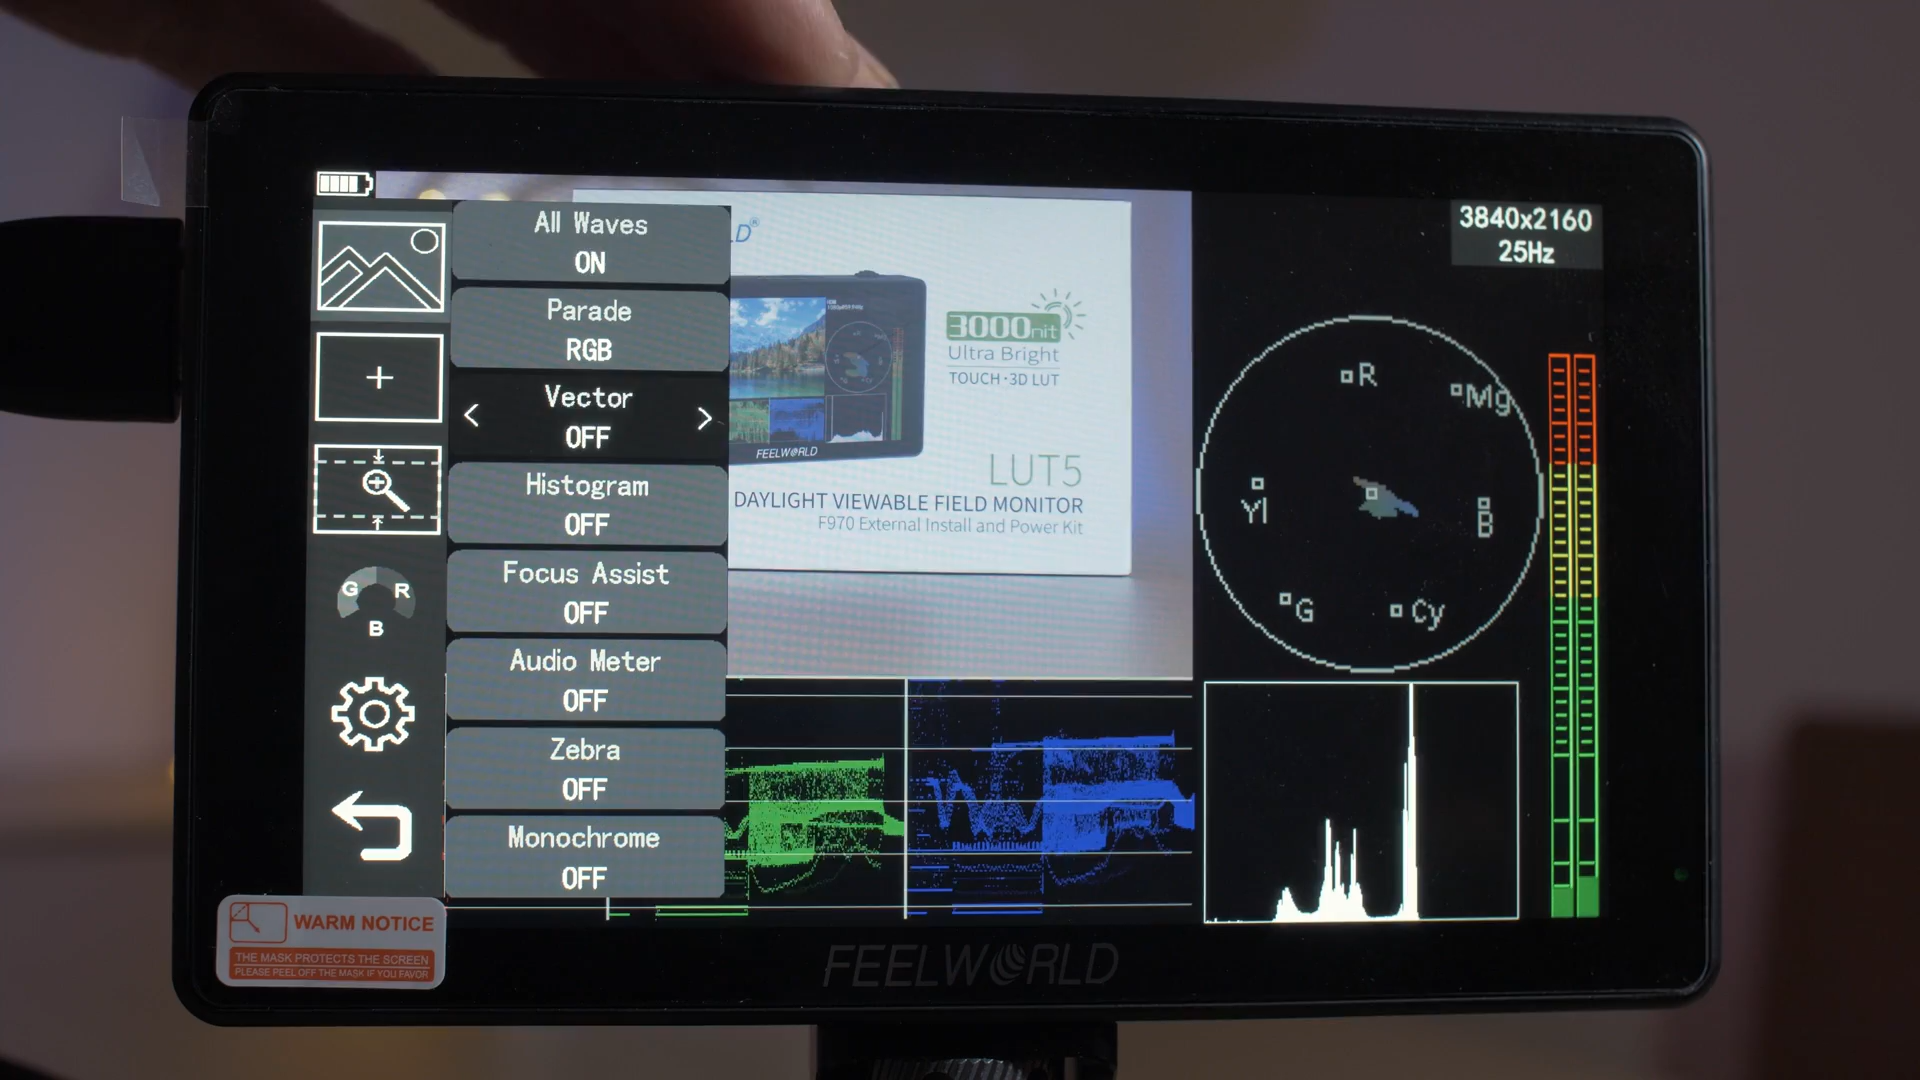 All Waves
ON
Parade
RGB
< Vector >
OFF
Histogram
OFF
Focus Assist
OFF
Audio Meter
OFF
Zebra
OFF
Monochrome
OFF
G R
B
LD®
3000nit
Ultra Bright
TOUCH·3D LUT
FEELWORLD
LUT5
DAYLIGHT VIEWABLE FIELD MONITOR
F970 External Install and Power Kit
3840x2160
25Hz
R
Mg
Yl
B
G
Cy
WARM NOTICE
THE MASK PROTECTS THE SCREEN
PLEASE PEEL OFF THE MASK IF YOU FAVOR
FEELWORLD